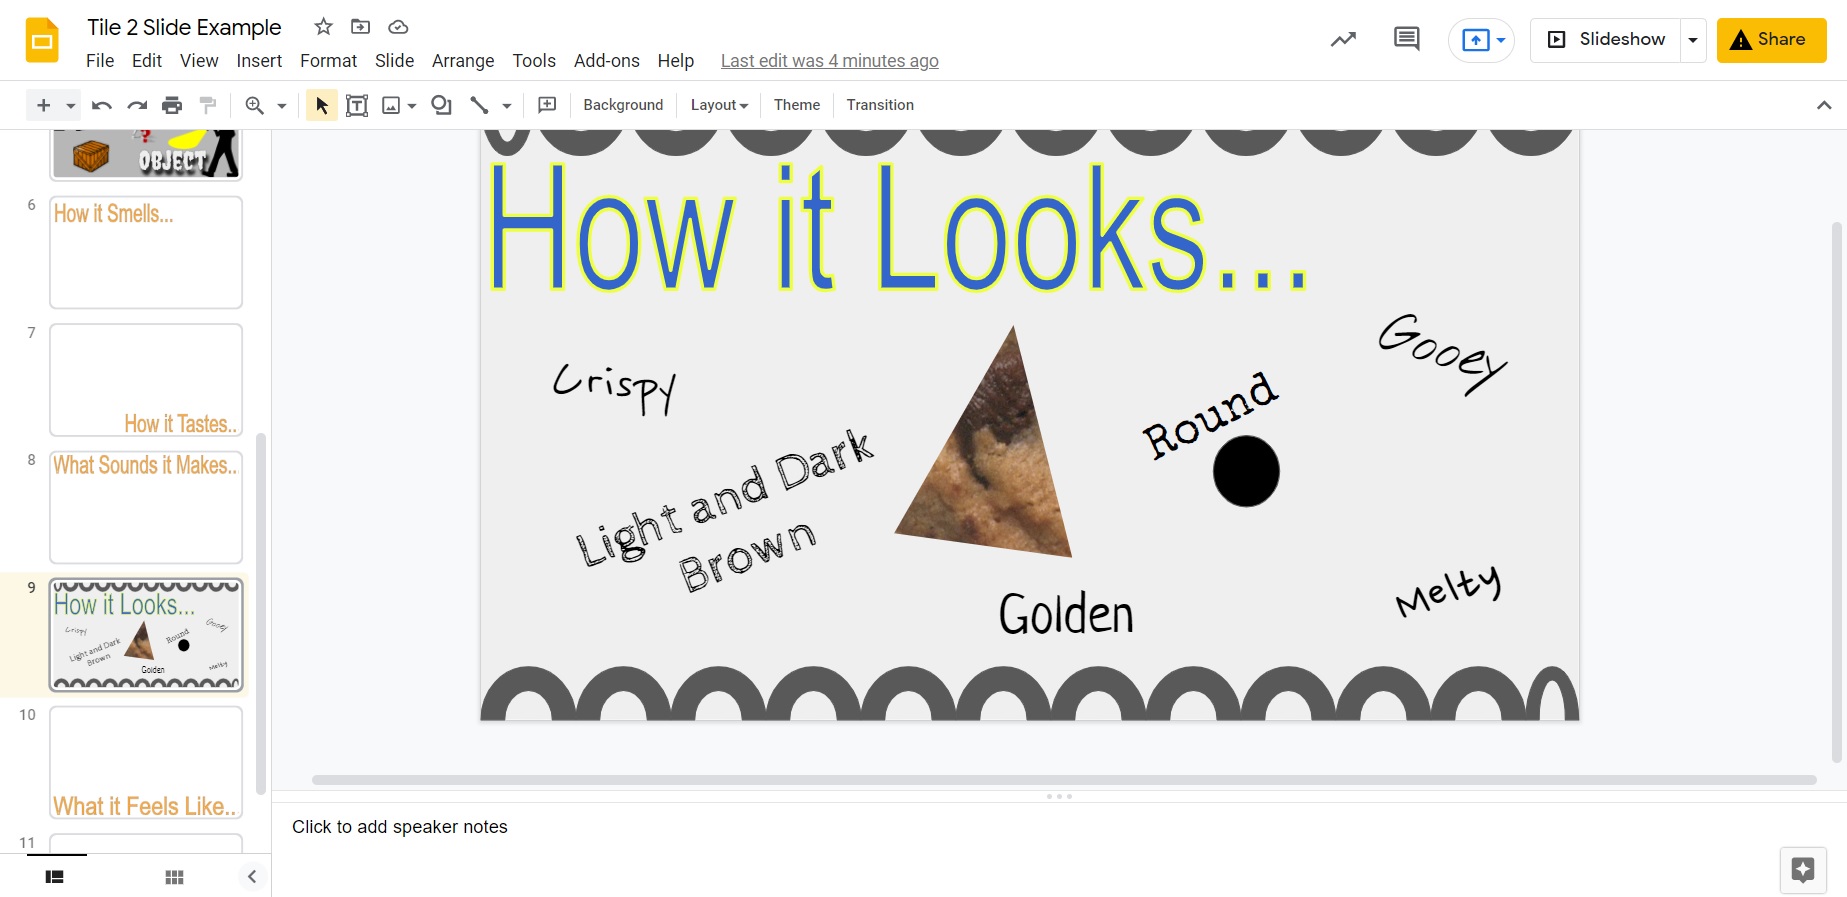 Tile 2 Slide Example
File Edit View Insert Format Slide Arrange Tools Add-ons Help Last edit was 4 minutes ago
Slideshow
Share
Background Layout Theme Transition
OBJECT
6
How it Smells...
7
How it Tastes..
8
What Sounds it Makes..
9
How it Looks...
Crispy
Gooey
Light and Dark
Brown
Round
Golden
Melty
10
What it Feels Like..
11
How it Looks...
Crispy
Gooey
Round
Light and Dark
Brown
Golden
Melty
Click to add speaker notes